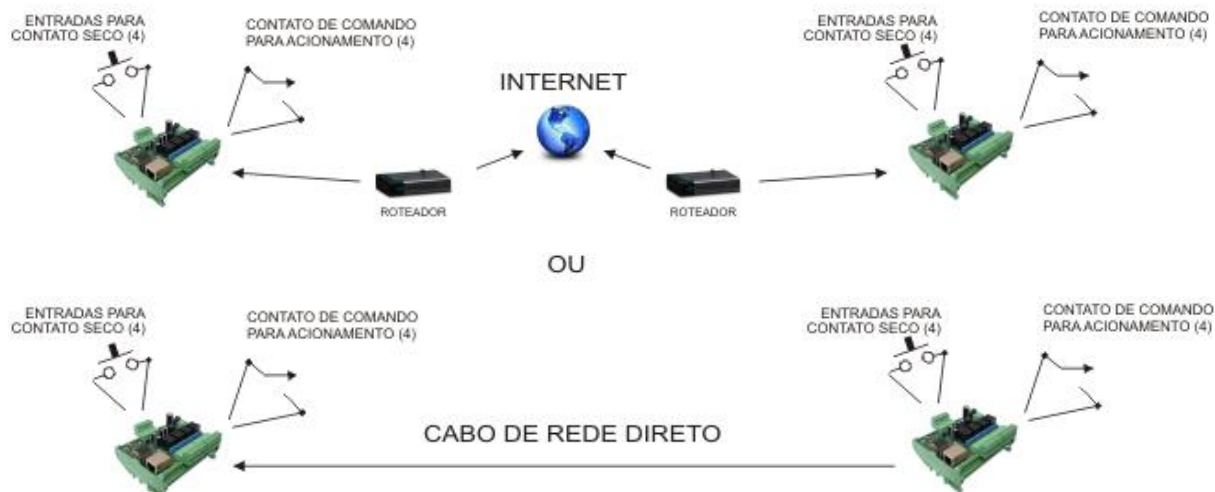 ENTRADAS PARA
CONTATO SECO (4)
CONTATO DE COMANDO
PARA ACIONAMENTO (4)
INTERNET
ENTRADAS PARA
CONTATO SECO (4)
CONTATO DE COMANDO
PARA ACIONAMENTO (4)
ROTEADOR
ROTEADOR
OU
ENTRADAS PARA
CONTATO SECO (4)
CONTATO DE COMANDO
PARA ACIONAMENTO (4)
ENTRADAS PARA
CONTATO SECO (4)
CONTATO DE COMANDO
PARA ACIONAMENTO (4)
CABO DE REDE DIRETO